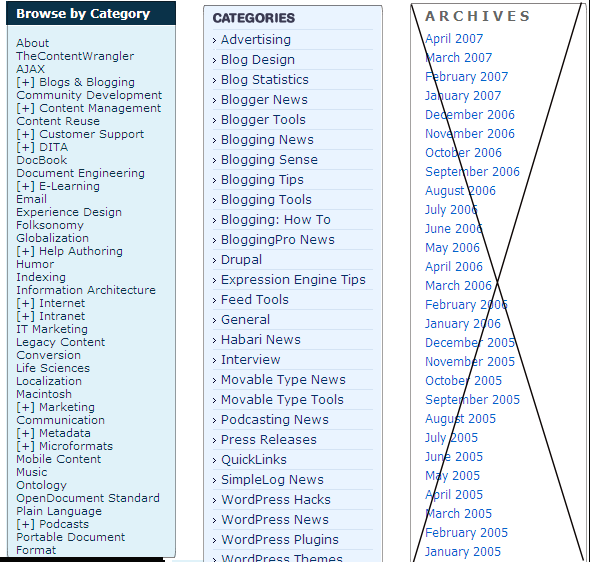 Browse by Category
About
TheContentWrangler
AJAX
[+] Blogs & Blogging
Community Development
[+] Content Management
Content Reuse
[+] Customer Support
[+] DITA
DocBook
Document Engineering
[+] E-Learning
Email
Experience Design
Folksonomy
Globalization
[+] Help Authoring
Humor
Indexing
Information Architecture
[+] Internet
[+] Intranet
IT Marketing
Legacy Content
Conversion
Life Sciences
Localization
Macintosh
[+] Marketing
Communication
[+] Metadata
[+] Microformats
Mobile Content
Music
Ontology
OpenDocument Standard
Plain Language
[+] Podcasts
Portable Document
Format
CATEGORIES
› Advertising
› Blog Design
› Blog Statistics
› Blogger News
› Blogger Tools
› Blogging News
› Blogging Sense
› Blogging Tips
› Blogging Tools
› Blogging: How To
› BloggingPro News
› Drupal
› Expression Engine Tips
› Feed Tools
› General
› Habari News
› Interview
› Movable Type News
› Movable Type Tools
› Podcasting News
› Press Releases
› QuickLinks
› SimpleLog News
› WordPress Hacks
› WordPress News
› WordPress Plugins
› WordPress Themes
ARCHIVES
April 2007
March 2007
February 2007
January 2007
December 2006
November 2006
October 2006
September 2006
August 2006
July 2006
June 2006
May 2006
April 2006
March 2006
February 2006
January 2006
December 2005
November 2005
October 2005
September 2005
August 2005
July 2005
June 2005
May 2005
April 2005
March 2005
February 2005
January 2005